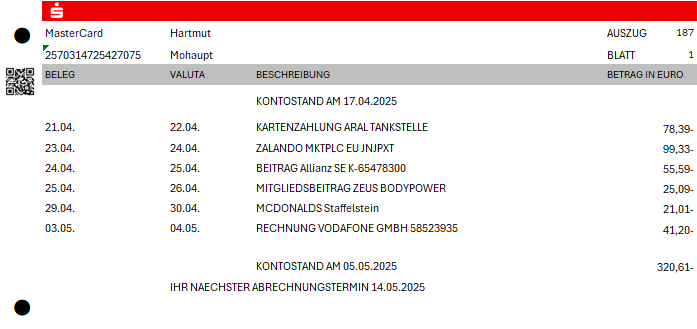 MasterCard Hartmut AUSZUG 187
2570314725427075 Mohaupt BLATT 1
BELEG VALUTA BESCHREIBUNG BETRAG IN EURO
KONTOSTAND AM 17.04.2025
21.04. 22.04. KARTENZAHLUNG ARAL TANKSTELLE 78,39-
23.04. 24.04. ZALANDO MKTPLC EU JNJPXT 99,33-
24.04. 25.04. BEITRAG Allianz SE K-65478300 55,59-
25.04. 26.04. MITGLIEDSBEITRAG ZEUS BODYPOWER 25,09-
29.04. 30.04. MCDONALDS Staffelstein 21,01-
03.05. 04.05. RECHNUNG VODAFONE GMBH 58523935 41,20-
KONTOSTAND AM 05.05.2025 320,61-
IHR NAECHSTER ABRECHNUNGSTERMIN 14.05.2025